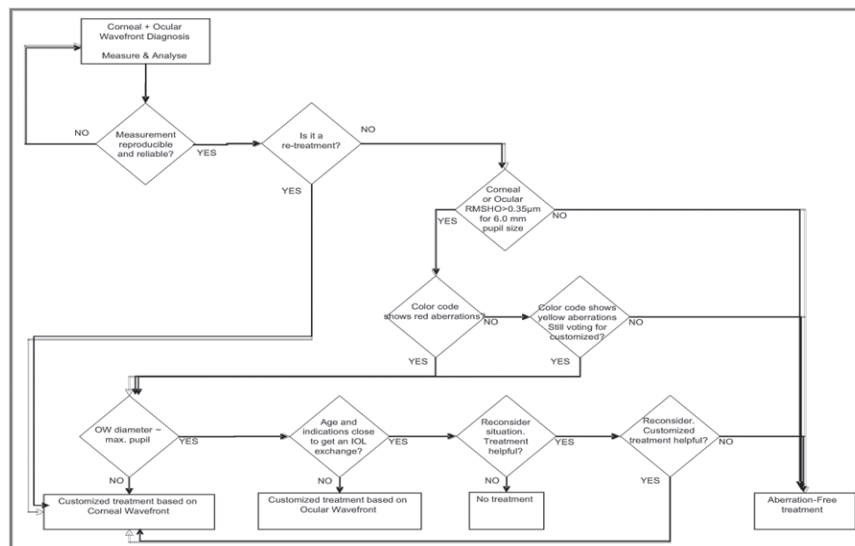 Corneal + Ocular
Wavefront Diagnosis
Measure & Analyse
NO
Measurement
reproducible
and reliable?
YES
Is it a
re-treatment?
NO
YES
Corneal
or Ocular
RMSHO>0.35µm
for 6.0 mm
pupil size
YES
NO
Color code
shows red aberrations?
NO
YES
Color code shows
yellow aberrations
Still voting for
customized?
NO
YES
OW diameter ~
max. pupil
YES
NO
Age and
indications close
to get an IOL
exchange?
YES
NO
Reconsider
situation.
Treatment
helpful?
YES
NO
Reconsider.
Customized
treatment helpful?
NO
YES
Customized treatment based on
Corneal Wavefront
Customized treatment based on
Ocular Wavefront
No treatment
Aberration-Free
treatment